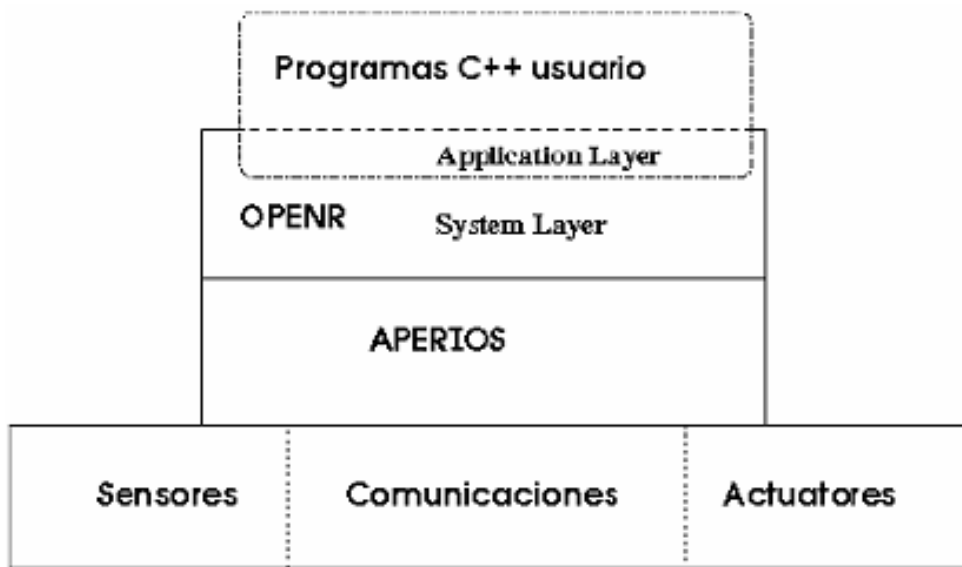 Programas C++ usuario
Application Layer
OPENR
System Layer
APERIOS
Sensores
Comunicaciones
Actuatores